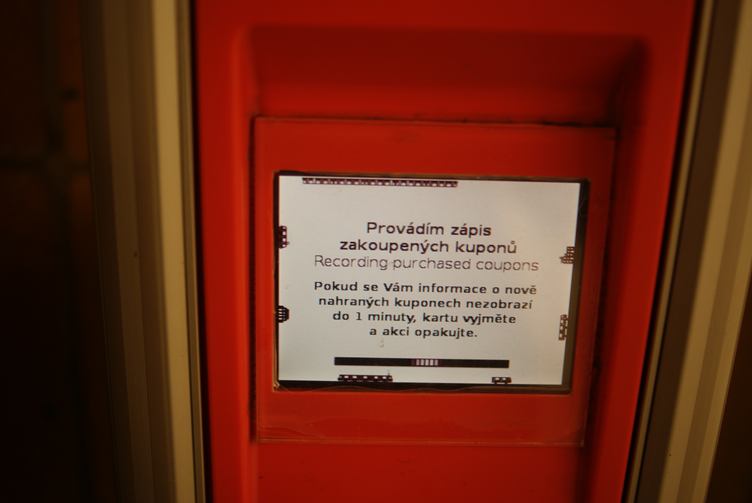 Provádím zápis
zakoupených kuponů
Recording purchased coupons
Pokud se Vám informace o nově
nahraných kuponech nezobrazí
do 1 minuty, kartu vyjměte
a akci opakujte.